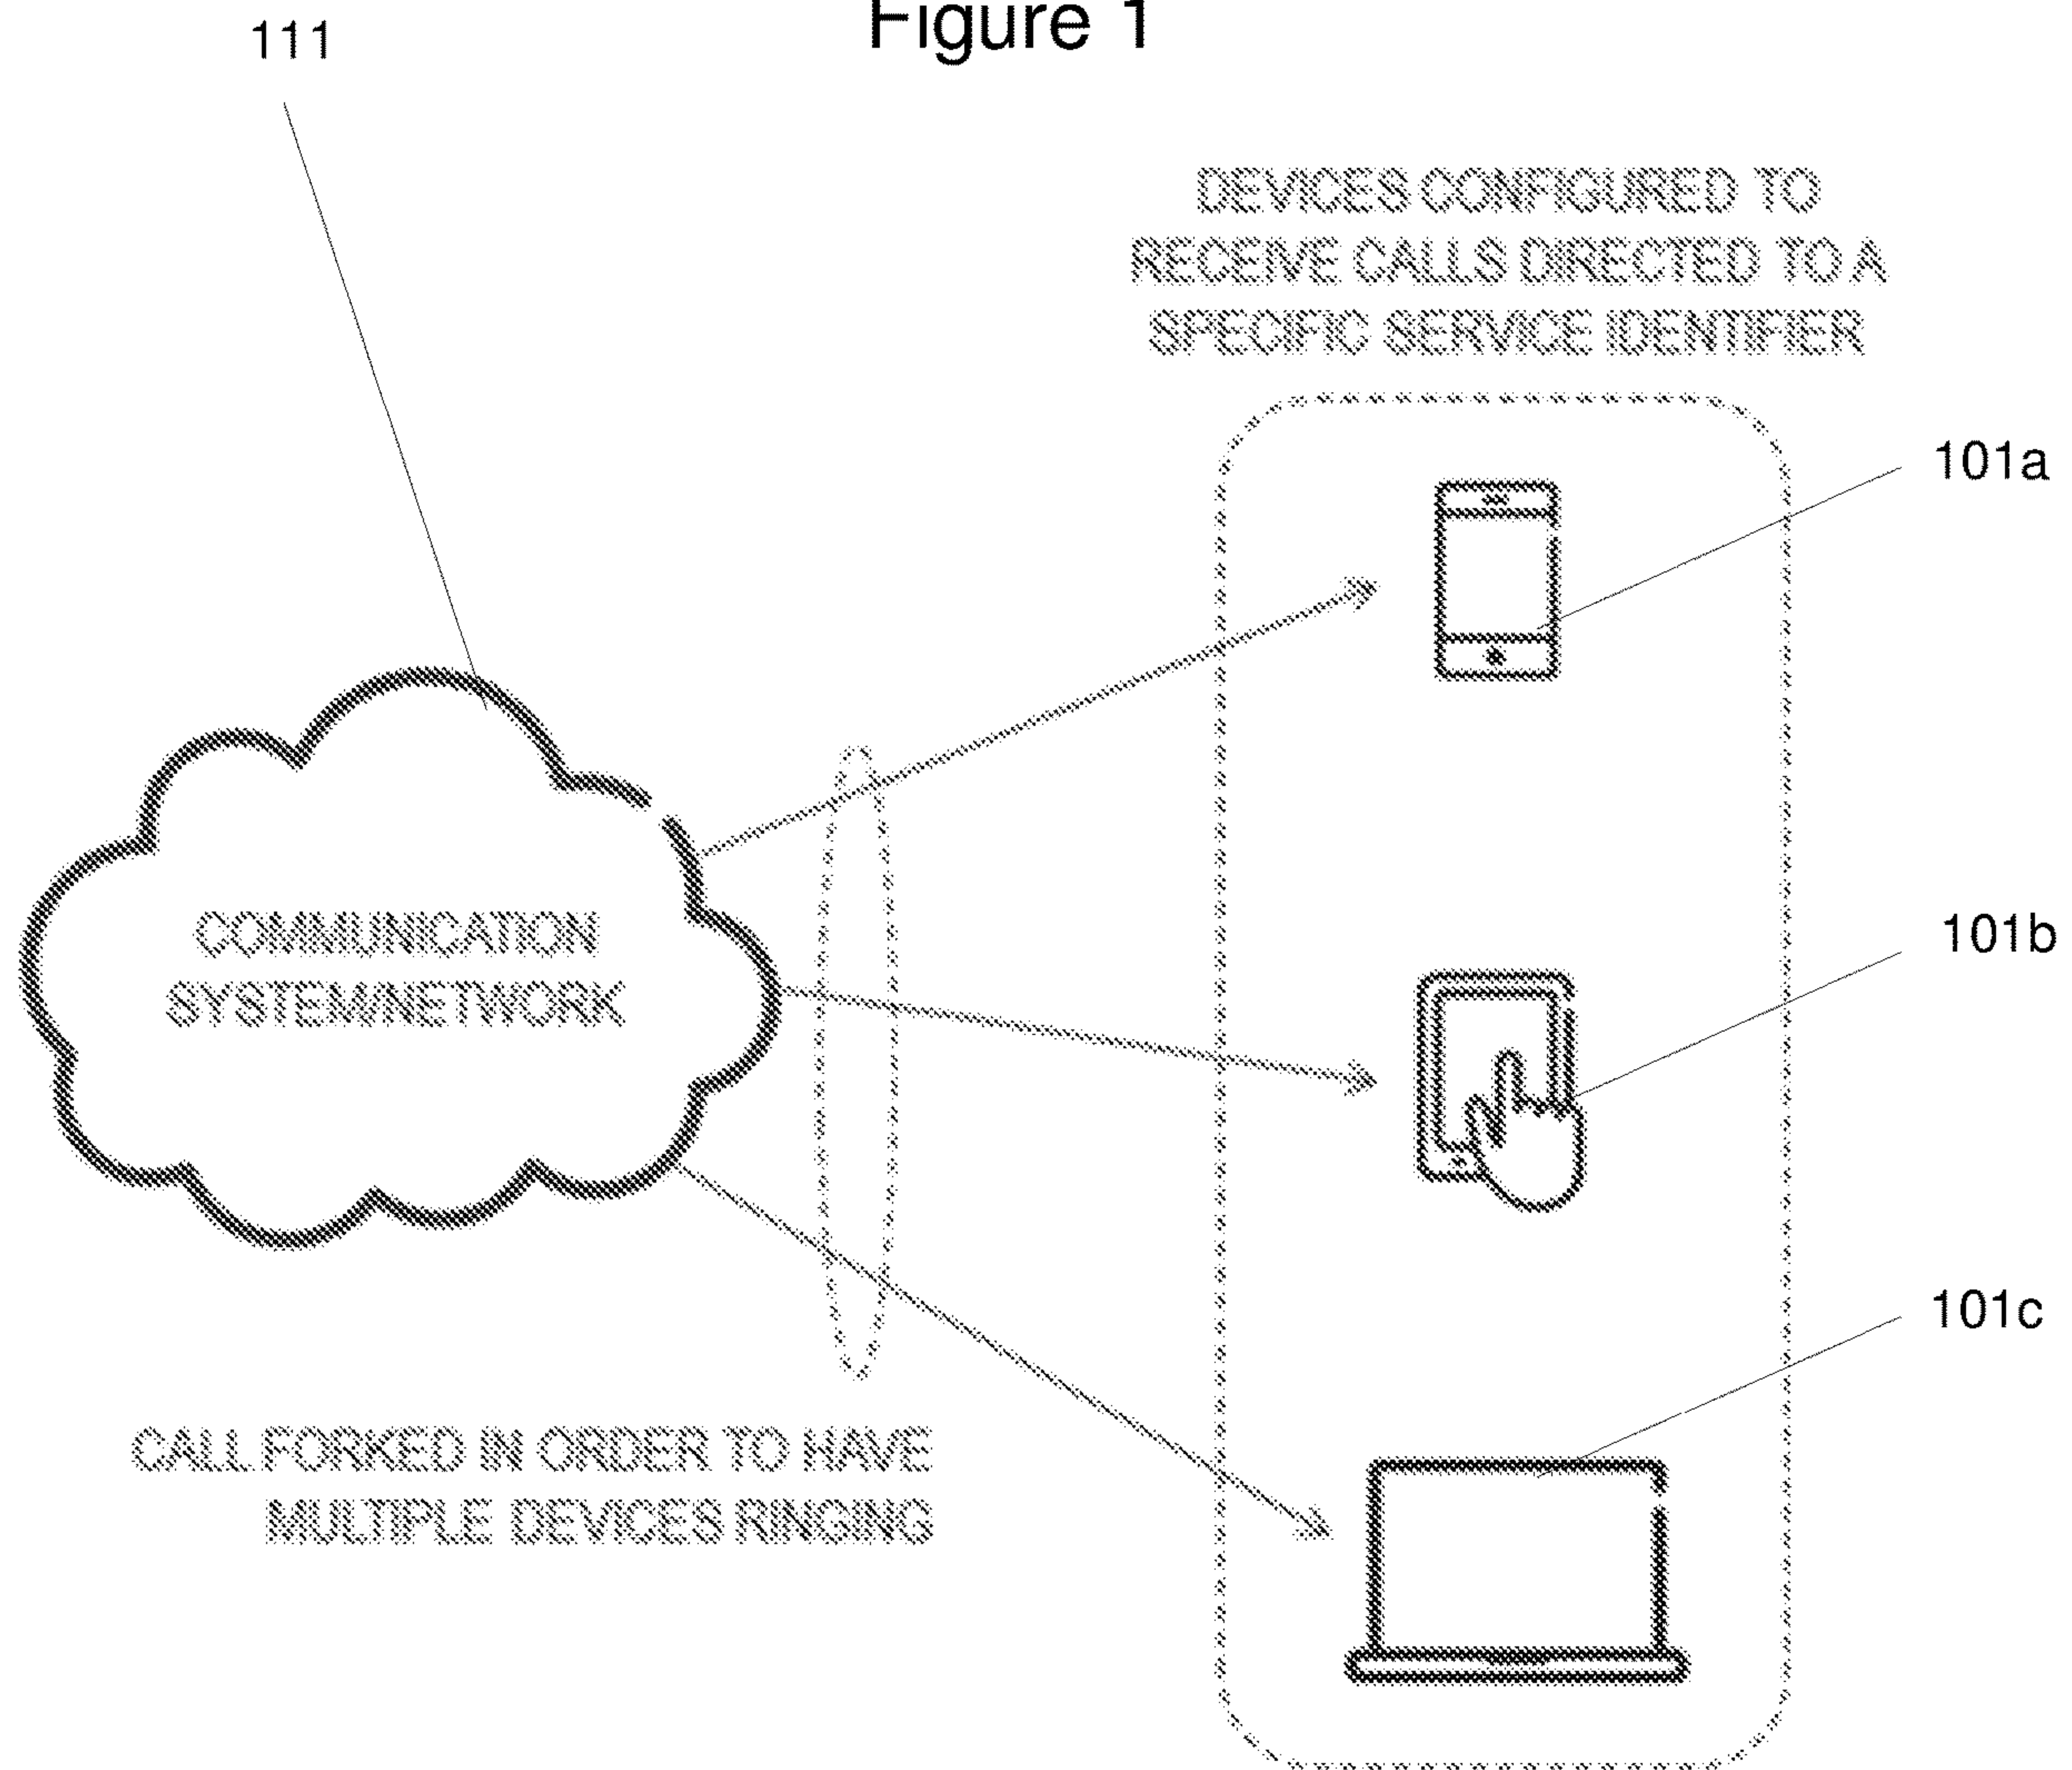 Figure 1
111
DEVICES CONFIGURED TO
RECEIVE CALLS DIRECTED TO A
SPECIFIC SERVICE IDENTIFIER
101a
101b
COMMUNICATION
SYSTEM/NETWORK
101c
CALL FORKED IN ORDER TO HAVE
MULTIPLE DEVICES RINGING